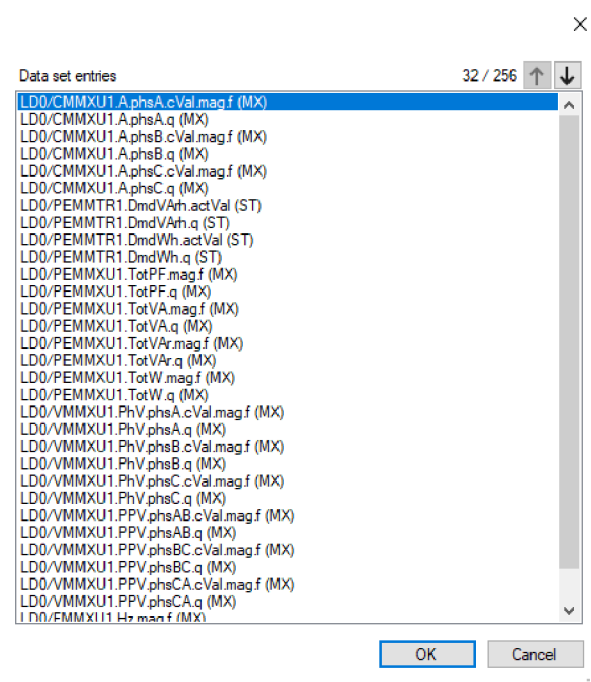 Data set entries
32 / 256
LD0/CMMXU1.A.phsA.cVal.mag.f (MX)
LD0/CMMXU1.A.phsA.q (MX)
LD0/CMMXU1.A.phsB.cVal.mag.f (MX)
LD0/CMMXU1.A.phsB.q (MX)
LD0/CMMXU1.A.phsC.cVal.mag.f (MX)
LD0/CMMXU1.A.phsC.q (MX)
LD0/PEMMTR1.DmdVArh.actVal (ST)
LD0/PEMMTR1.DmdVArh.q (ST)
LD0/PEMMTR1.DmdWh.actVal (ST)
LD0/PEMMTR1.DmdWh.q (ST)
LD0/PEMMXU1.TotPF.mag.f (MX)
LD0/PEMMXU1.TotPF.q (MX)
LD0/PEMMXU1.TotVA.mag.f (MX)
LD0/PEMMXU1.TotVA.q (MX)
LD0/PEMMXU1.TotVAr.mag.f (MX)
LD0/PEMMXU1.TotVAr.q (MX)
LD0/PEMMXU1.TotW.mag.f (MX)
LD0/PEMMXU1.TotW.q (MX)
LD0/VMMXU1.PhV.phsA.cVal.mag.f (MX)
LD0/VMMXU1.PhV.phsA.q (MX)
LD0/VMMXU1.PhV.phsB.cVal.mag.f (MX)
LD0/VMMXU1.PhV.phsB.q (MX)
LD0/VMMXU1.PhV.phsC.cVal.mag.f (MX)
LD0/VMMXU1.PhV.phsC.q (MX)
LD0/VMMXU1.PPV.phsAB.cVal.mag.f (MX)
LD0/VMMXU1.PPV.phsAB.q (MX)
LD0/VMMXU1.PPV.phsBC.cVal.mag.f (MX)
LD0/VMMXU1.PPV.phsBC.q (MX)
LD0/VMMXU1.PPV.phsCA.cVal.mag.f (MX)
LD0/VMMXU1.PPV.phsCA.q (MX)
LD0/FMMXU1.Hz.mag.f (MX)
OK
Cancel